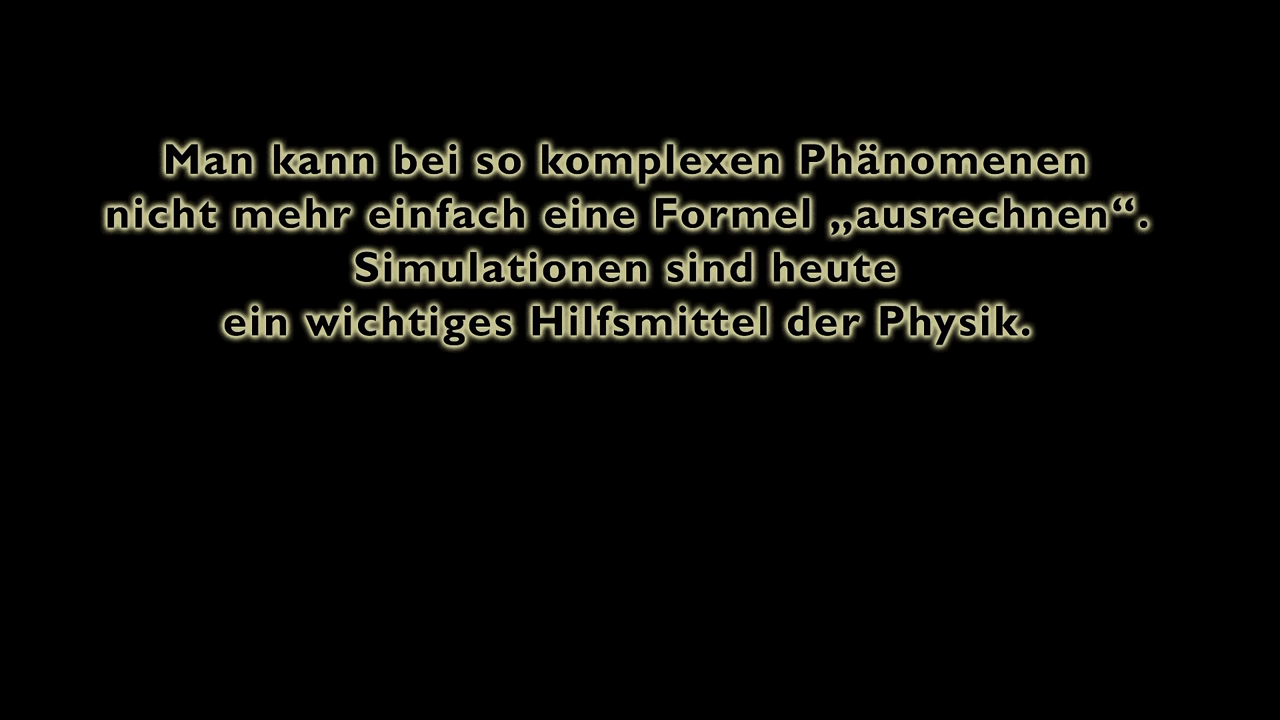 Man kann bei so komplexen Phänomenen
nicht mehr einfach eine Formel „ausrechnen“.
Simulationen sind heute
ein wichtiges Hilfsmittel der Physik.